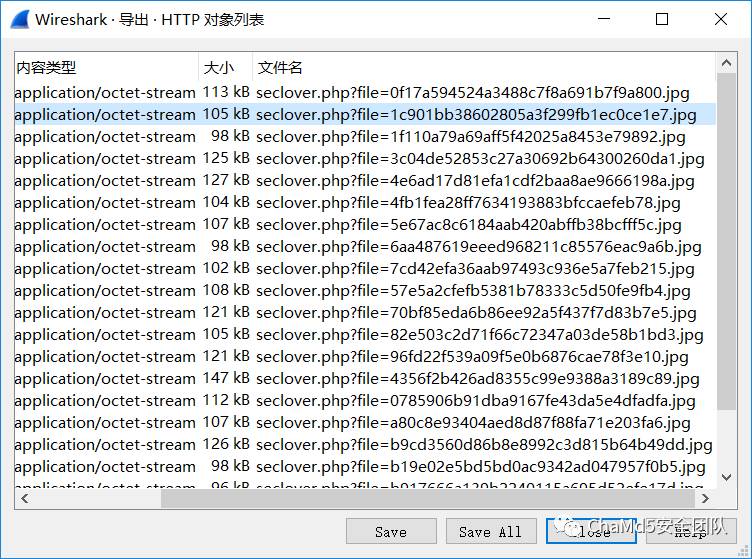 Wireshark · 导出 · HTTP 对象列表
内容类型 大小 文件名
application/octet-stream 113 kB seclover.php?file=0f17a594524a3488c7f8a691b7f9a800.jpg
application/octet-stream 105 kB seclover.php?file=1c901bb38602805a3f299fb1ec0ce1e7.jpg
application/octet-stream 98 kB seclover.php?file=1f110a79a69aff5f42025a8453e79892.jpg
application/octet-stream 125 kB seclover.php?file=3c04de52853c27a30692b64300260da1.jpg
application/octet-stream 127 kB seclover.php?file=4e6ad17d81efa1cdf2baa8ae9666198a.jpg
application/octet-stream 104 kB seclover.php?file=4fb1fea28ff7634193883bfccaefeb78.jpg
application/octet-stream 107 kB seclover.php?file=5e67ac8c6184aab420abffb38bcfff5c.jpg
application/octet-stream 98 kB seclover.php?file=6aa487619eeed968211c85576eac9a6b.jpg
application/octet-stream 102 kB seclover.php?file=7cd42efa36aab97493c936e5a7feb215.jpg
application/octet-stream 108 kB seclover.php?file=57e5a2cfefb5381b78333c5d50fe9fb4.jpg
application/octet-stream 121 kB seclover.php?file=70bf85eda6b86ee92a5f437f7d83b7e5.jpg
application/octet-stream 105 kB seclover.php?file=82e503c2d71f66c72347a03de58b1bd3.jpg
application/octet-stream 121 kB seclover.php?file=96fd22f539a09f5e0b6876cae78f3e10.jpg
application/octet-stream 147 kB seclover.php?file=4356f2b426ad8355c99e9388a3189c89.jpg
application/octet-stream 112 kB seclover.php?file=0785906b91dba9167fe43da5e4dfadfa.jpg
application/octet-stream 107 kB seclover.php?file=a80c8e93404aed8d87f88fa71e203fa6.jpg
application/octet-stream 126 kB seclover.php?file=b9cd3560d86b8e8992c3d815b64b49dd.jpg
application/octet-stream 98 kB seclover.php?file=b19e02e5bd5bd0ac9342ad047957f0b5.jpg
application/octet-stream 96 kB
Save Save All Close Help
ChaMd5安全团队